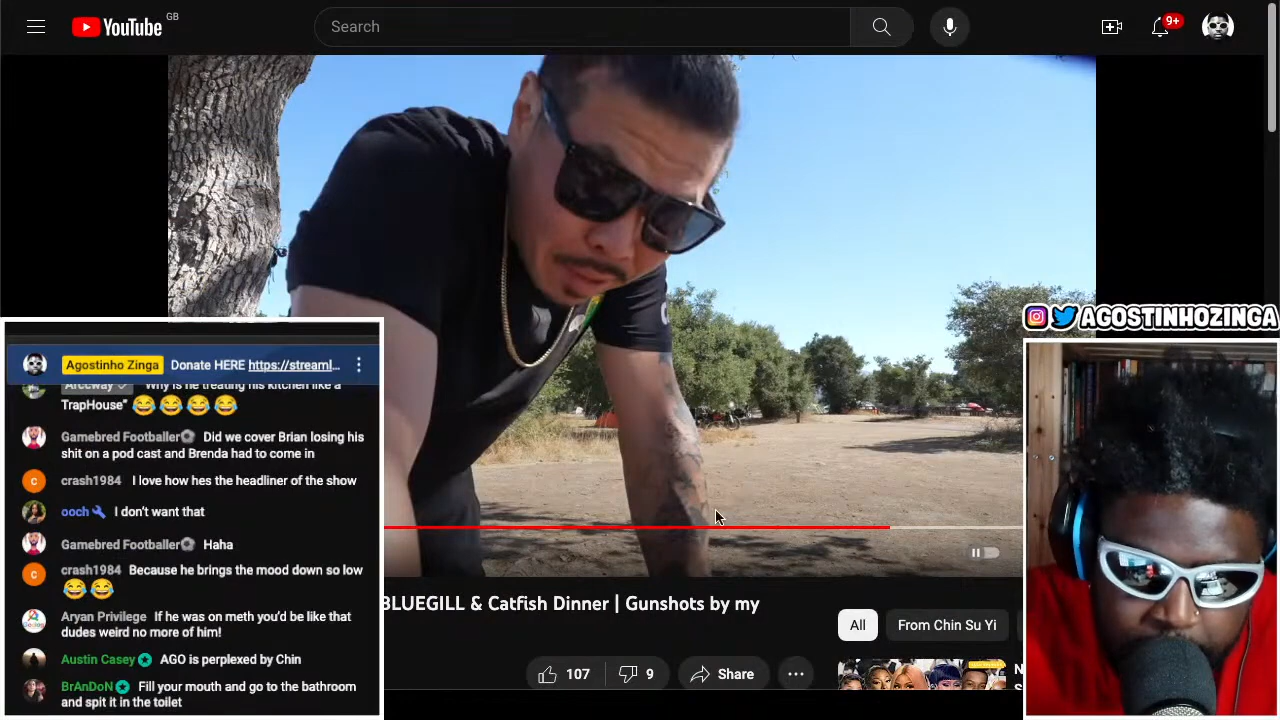 YouTube GB
Search
9+
AGOSTINHOZINGA
Agostinho Zinga Donate HERE https://streaml...
Arccway Why is he treating his kitchen like a
TrapHouse" 😂😂😂😂
Gamebred Footballer⚽ Did we cover Brian losing his
shit on a pod cast and Brenda had to come in
C crash1984 I love how hes the headliner of the show
ooch I don't want that
Gamebred Footballer⚽ Haha
C crash1984 Because he brings the mood down so low
😂😂
Aryan Privilege If he was on meth you'd be like that
dudes weird no more of him!
Austin Casey AGO is perplexed by Chin
BrAnDoN Fill your mouth and go to the bathroom
and spit it in the toilet
BLUEGILL & Catfish Dinner | Gunshots by my
All From Chin Su Yi
107 9 Share ...